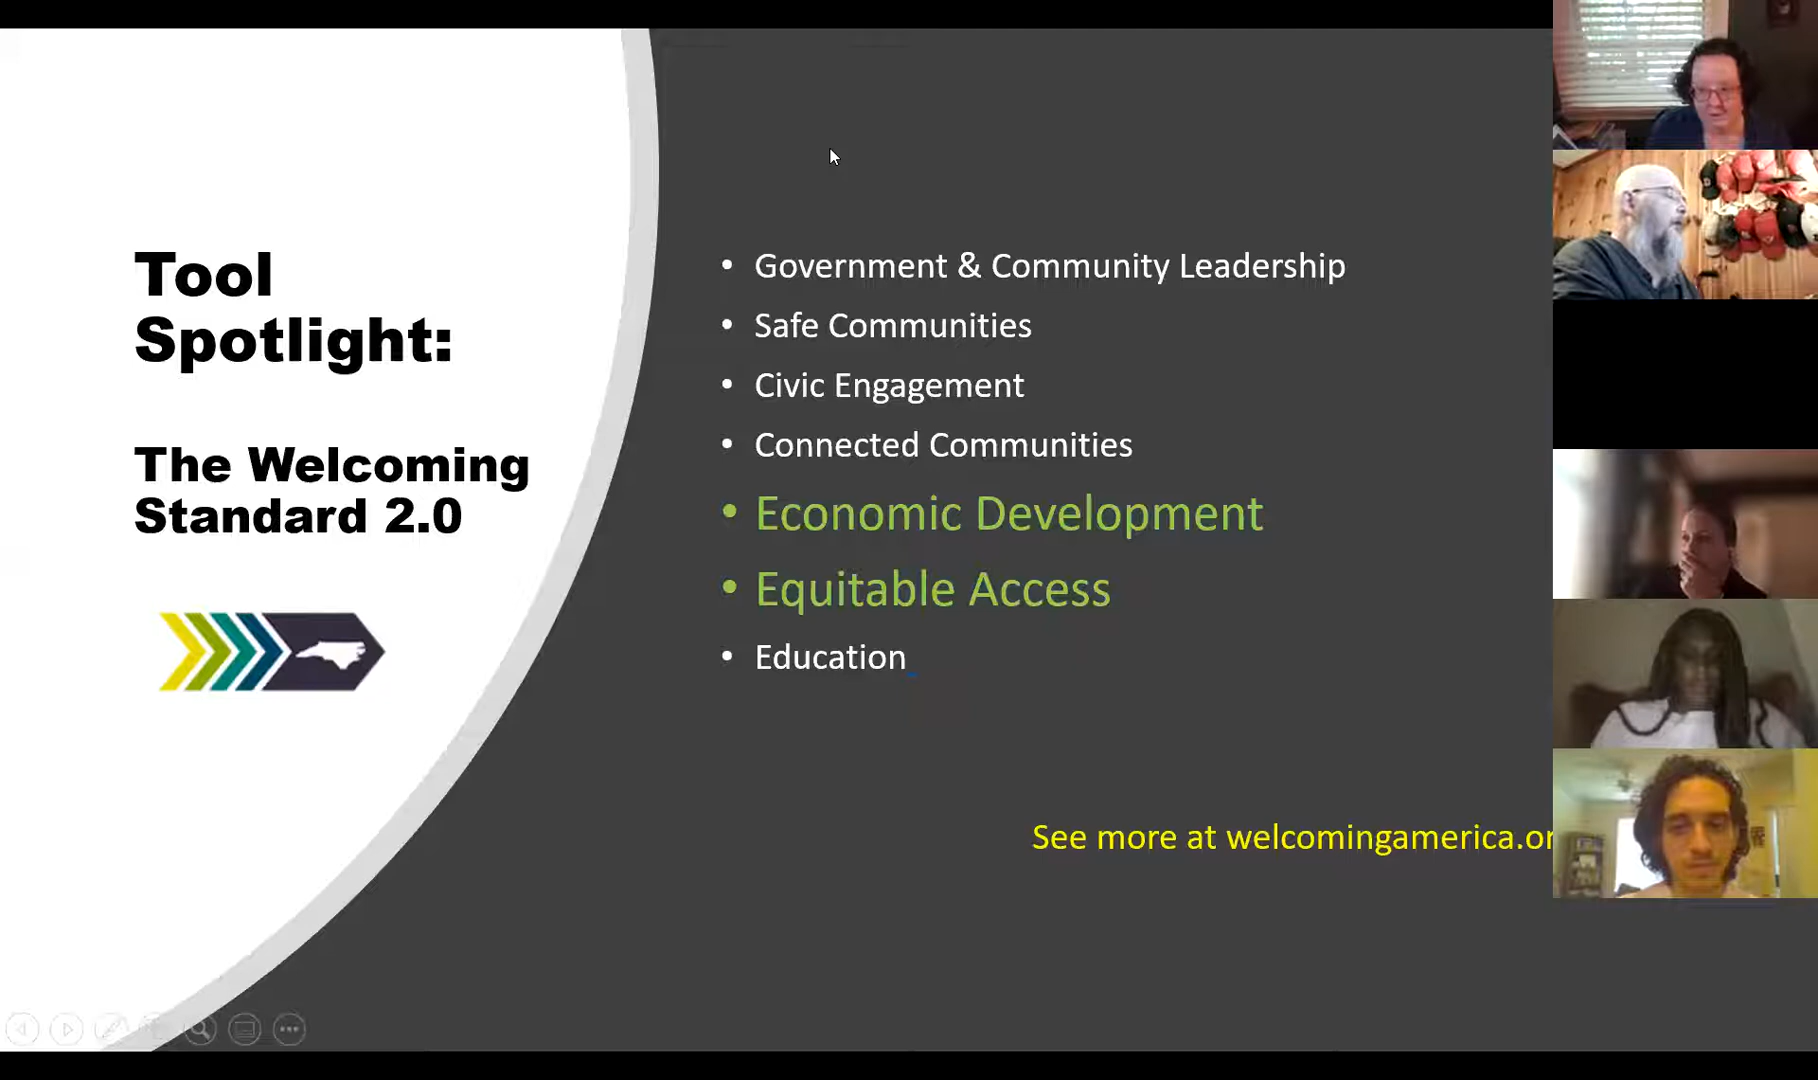 Tool
Spotlight:
The Welcoming
Standard 2.0
• Government & Community Leadership
• Safe Communities
• Civic Engagement
• Connected Communities
• Economic Development
• Equitable Access
• Education
See more at welcomingamerica.or